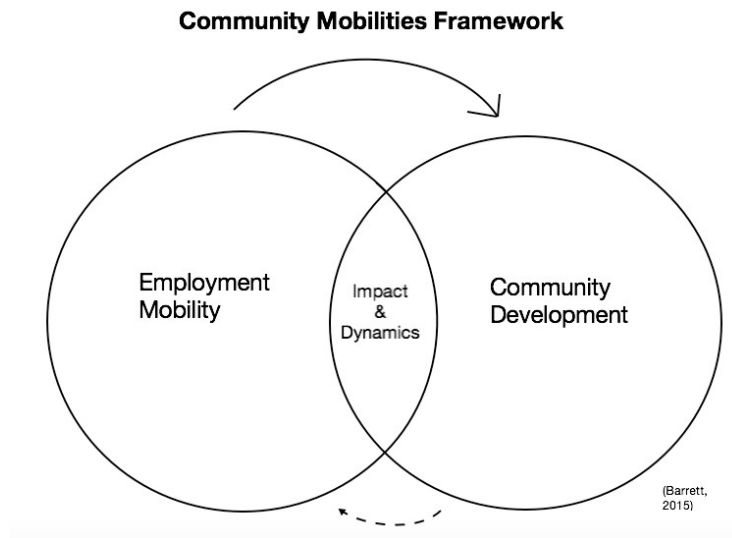 Community Mobilities Framework
Employment
Mobility
Impact
&
Dynamics
Community
Development
(Barrett,
2015)